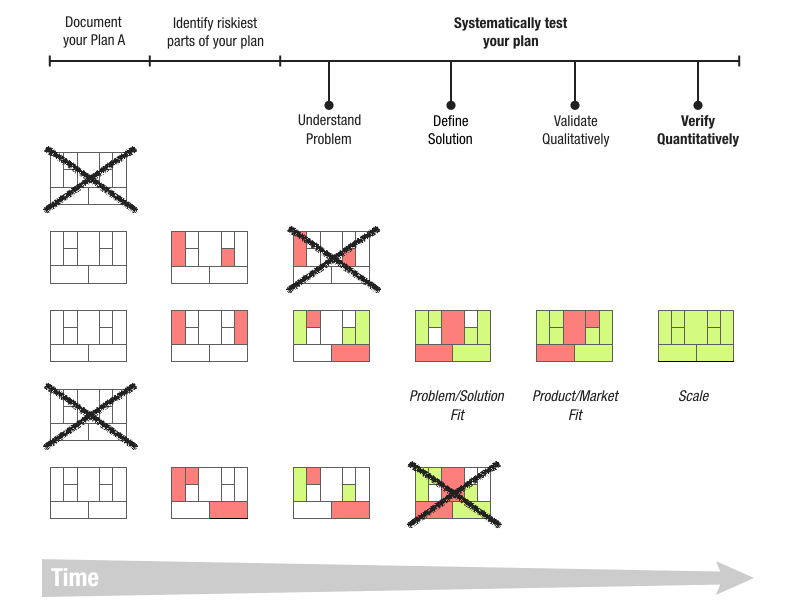 Document
your Plan A
Identify riskiest
parts of your plan
Systematically test
your plan
Understand
Problem
Define
Solution
Validate
Qualitatively
Verify
Quantitatively
Problem/Solution
Fit
Product/Market
Fit
Scale
Time